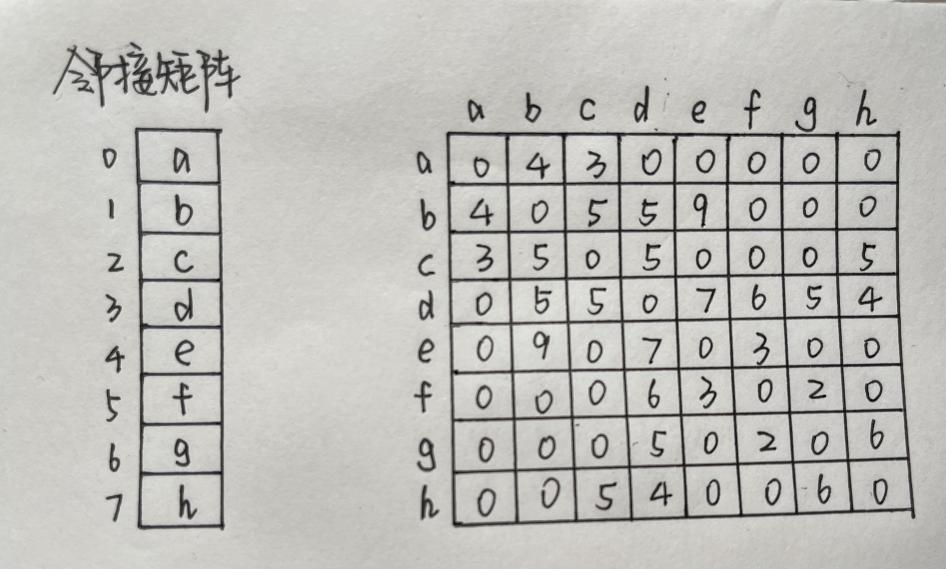 邻接矩阵
a b c d e f g h
0 a
1 b
2 c
3 d
4 e
5 f
6 g
7 h
a 0 4 3 0 0 0 0 0
b 4 0 5 5 9 0 0 0
c 3 5 0 5 0 0 0 5
d 0 5 5 0 7 6 5 4
e 0 9 0 7 0 3 0 0
f 0 0 0 6 3 0 2 0
g 0 0 0 5 0 2 0 6
h 0 0 5 4 0 0 6 0